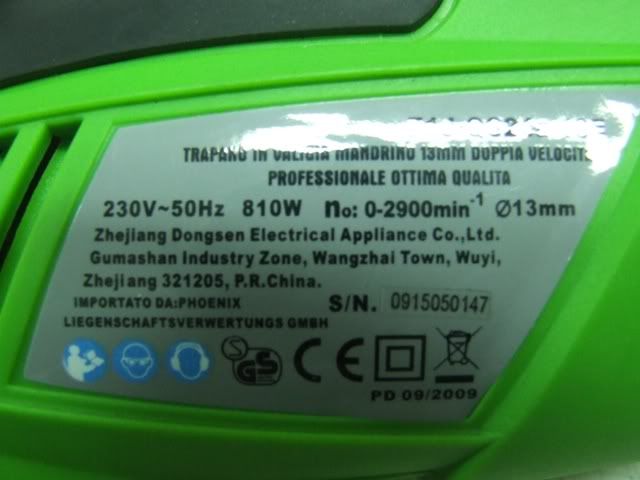 TRAPANO IN VALIGIA MANDRINO 13MM DOPPIA VELOCITA
PROFESSIONALE OTTIMA QUALITA
230V~50Hz 810W no: 0-2900min-1 Ø13mm
Zhejiang Dongsen Electrical Appliance Co.,Ltd.
Gumashan Industry Zone, Wangzhai Town, Wuyi,
Zhejiang 321205, P.R.China.
IMPORTATO DA:PHOENIX
LIEGENSCHAFTSVERWERTUNGS GMBH
S/N. 0915050147
S GS CE
PD 09/2009